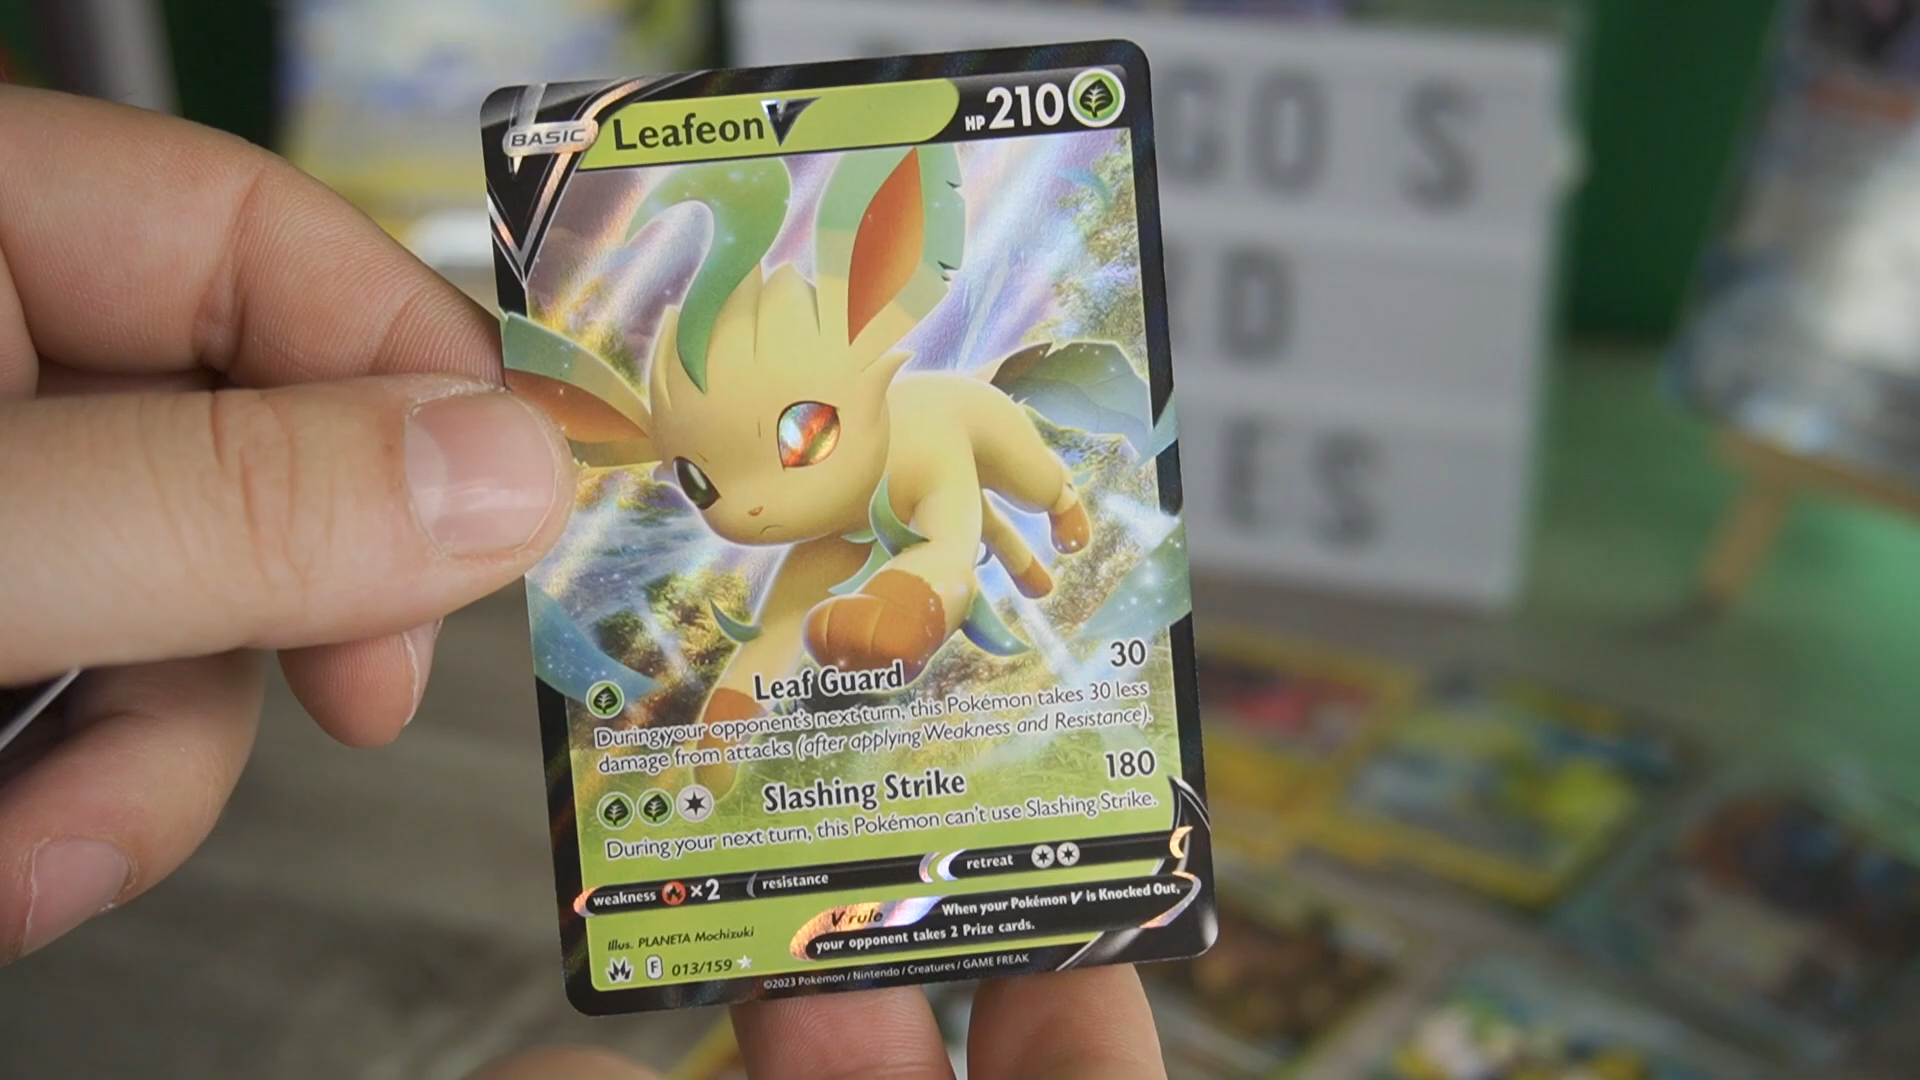 BASIC Leafeon V HP 210
Leaf Guard 30
During your opponent's next turn, this Pokémon takes 30 less
damage from attacks (after applying Weakness and Resistance).
Slashing Strike 180
During your next turn, this Pokémon can't use Slashing Strike.
weakness ×2 resistance retreat
V rule When your Pokémon V is Knocked Out,
your opponent takes 2 Prize cards.
Illus. PLANETA Mochizuki
F 013/159
©2023 Pokémon / Nintendo / Creatures / GAME FREAK
GO S
D
ES